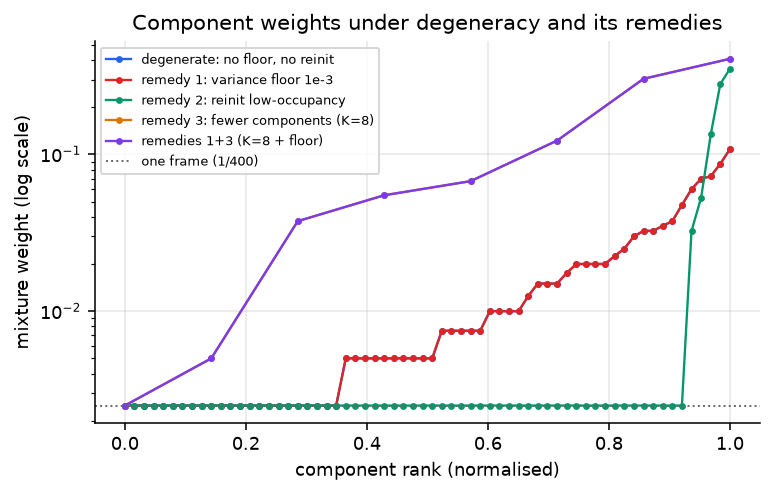 Component weights under degeneracy and its remedies
degenerate: no floor, no reinit
remedy 1: variance floor 1e-3
remedy 2: reinit low-occupancy
remedy 3: fewer components (K=8)
remedies 1+3 (K=8 + floor)
one frame (1/400)
mixture weight (log scale)
10⁻¹
10⁻²
0.0 0.2 0.4 0.6 0.8 1.0
component rank (normalised)